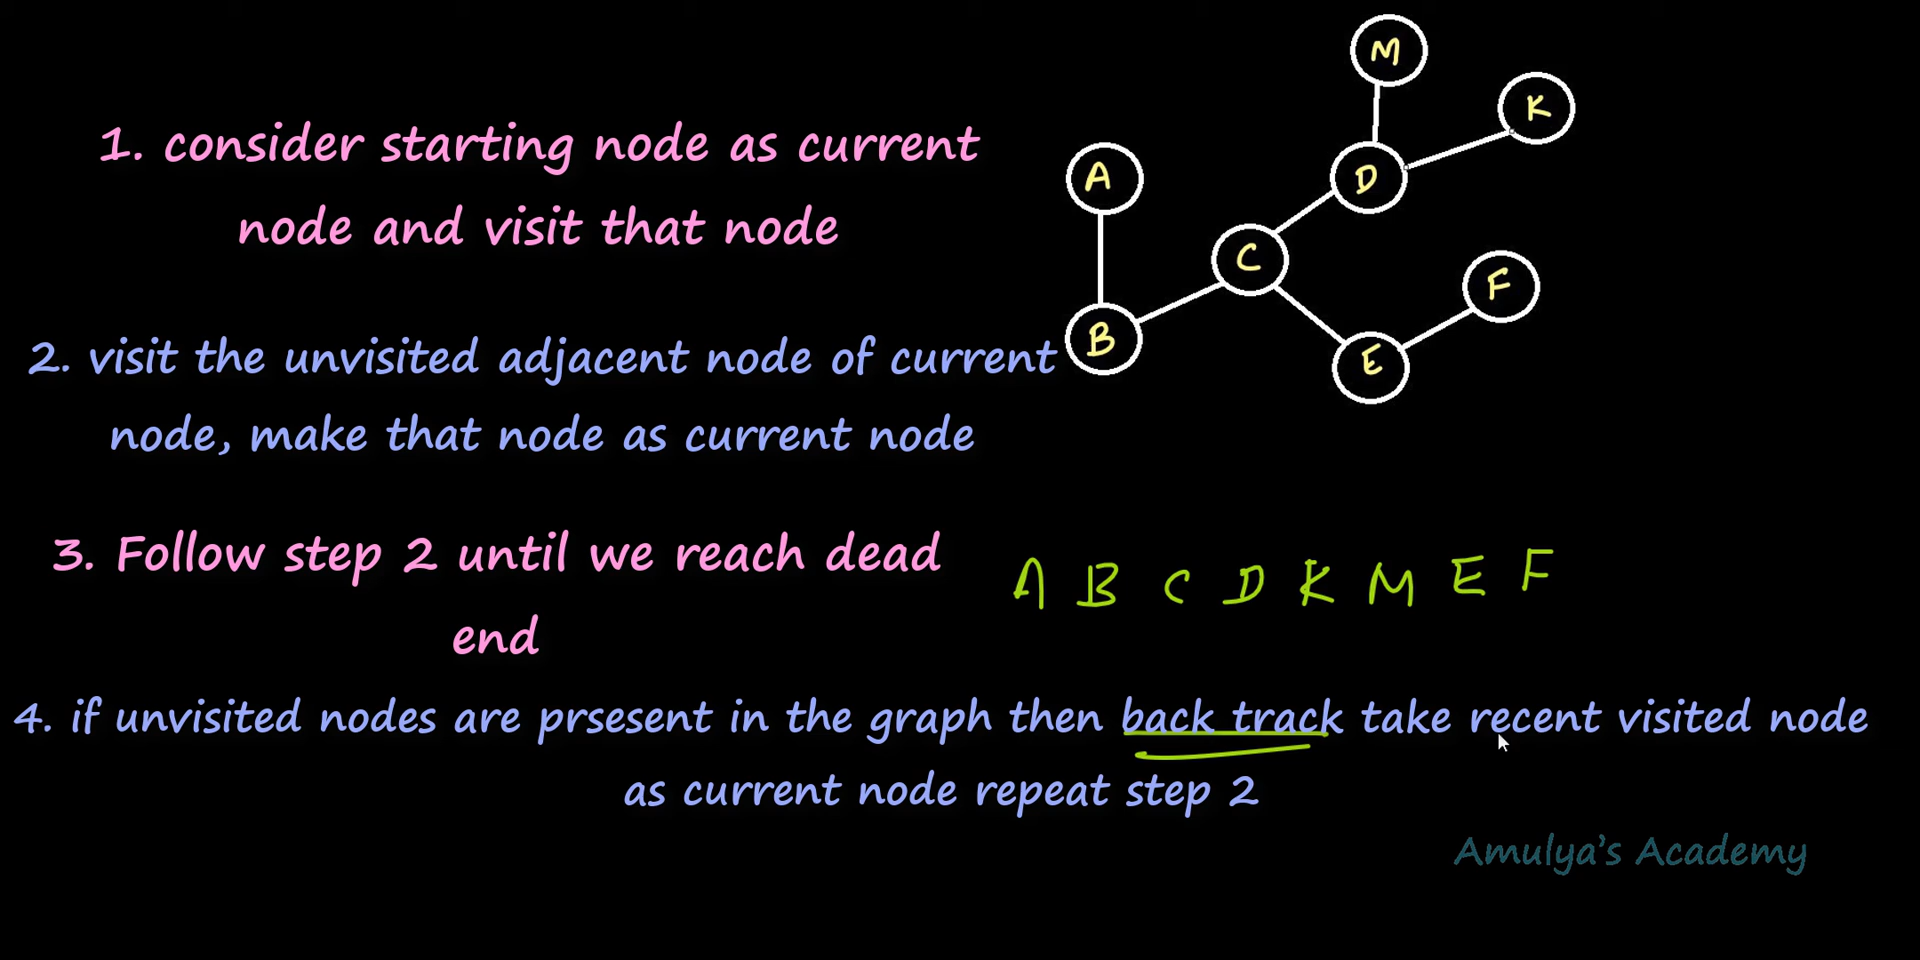 1. consider starting node as current
node and visit that node
2. visit the unvisited adjacent node of current
node, make that node as current node
3. Follow step 2 until we reach dead
end
4. if unvisited nodes are prsesent in the graph then back track take recent visited node
as current node repeat step 2
M
K
A
D
C
F
B
E
A B C D K M E F
Amulya's Academy